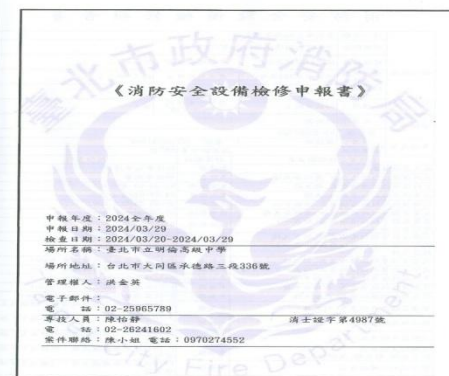 臺北市政府消防局
《消防安全設備檢修申報書》
申報年度：2024全年度
申報日期：2024/03/29
檢查日期：2024/03/20-2024/03/29
場所名稱：臺北市立明倫高級中學
場所地址：台北市大同區承德路三段336號
管理權人：洪金英
電子郵件：
電　　話：02-25965789
專技人員：陳怡靜　消士證字第4987號
電　　話：02-26241602
案件聯絡：陳小姐 電話：0970274552
City Fire Depart